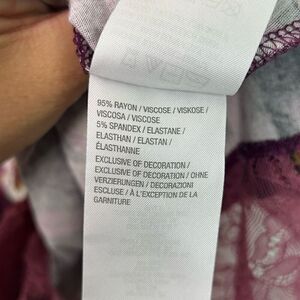 95% RAYON / VISCOSE / VISKOSE /
VISCOSA / VISCOSE
5% SPANDEX / ELASTANE /
ELASTHAN / ELASTAN /
ÉLASTHANNE
EXCLUSIVE OF DECORATION /
EXCLUSIVE OF DECORATION / OHNE
VERZIERUNGEN / DECORAZIONI
ESCLUSE / À L'EXCEPTION DE LA
GARNITURE